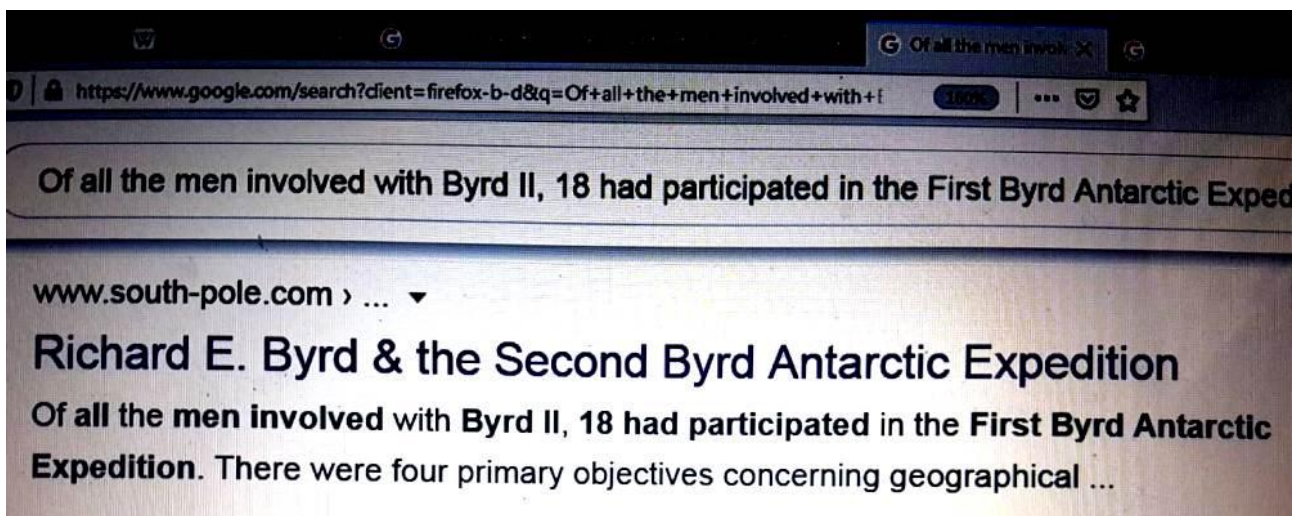 W G G Of all the men involv × G
https://www.google.com/search?client=firefox-b-d&q=Of+all+the+men+involved+with+E 160% ...
Of all the men involved with Byrd II, 18 had participated in the First Byrd Antarctic Exped
www.south-pole.com › ...
Richard E. Byrd & the Second Byrd Antarctic Expedition
Of all the men involved with Byrd II, 18 had participated in the First Byrd Antarctic
Expedition. There were four primary objectives concerning geographical ...